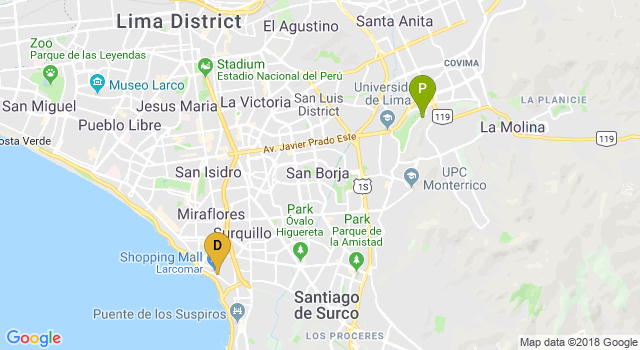 Lima District
El Agustino
Santa Anita
Zoo
Parque de las Leyendas
Stadium
Estadio Nacional del Perú
COVIMA
Museo Larco
Universidad
de Lima
P
San Miguel
Jesus Maria
La Victoria
San Luis
District
119
LA PLANICIE
Pueblo Libre
La Molina
osta Verde
Av. Javier Prado Este
119
San Isidro
San Borja
1S
UPC
Monterrico
Miraflores
Park
Óvalo
Higuereta
Park
Parque de
la Amistad
Surquillo
D
Shopping Mall
Larcomar
Santiago
de Surco
Puente de los Suspiros
LOS PROCERES
Google
Map data ©2018 Google